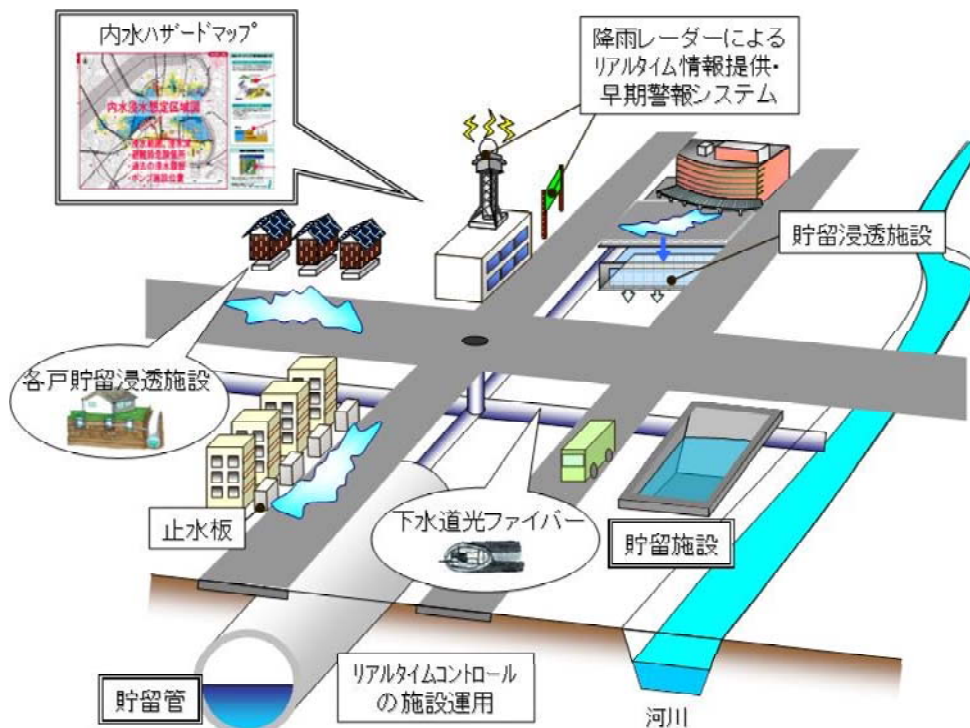 内水ハザードマップ
内水浸水想定区域図
降雨レーダーによる
リアルタイム情報提供・
早期警報システム
貯留浸透施設
各戸貯留浸透施設
止水板
下水道光ファイバー
貯留施設
貯留管
リアルタイムコントロール
の施設運用
河川